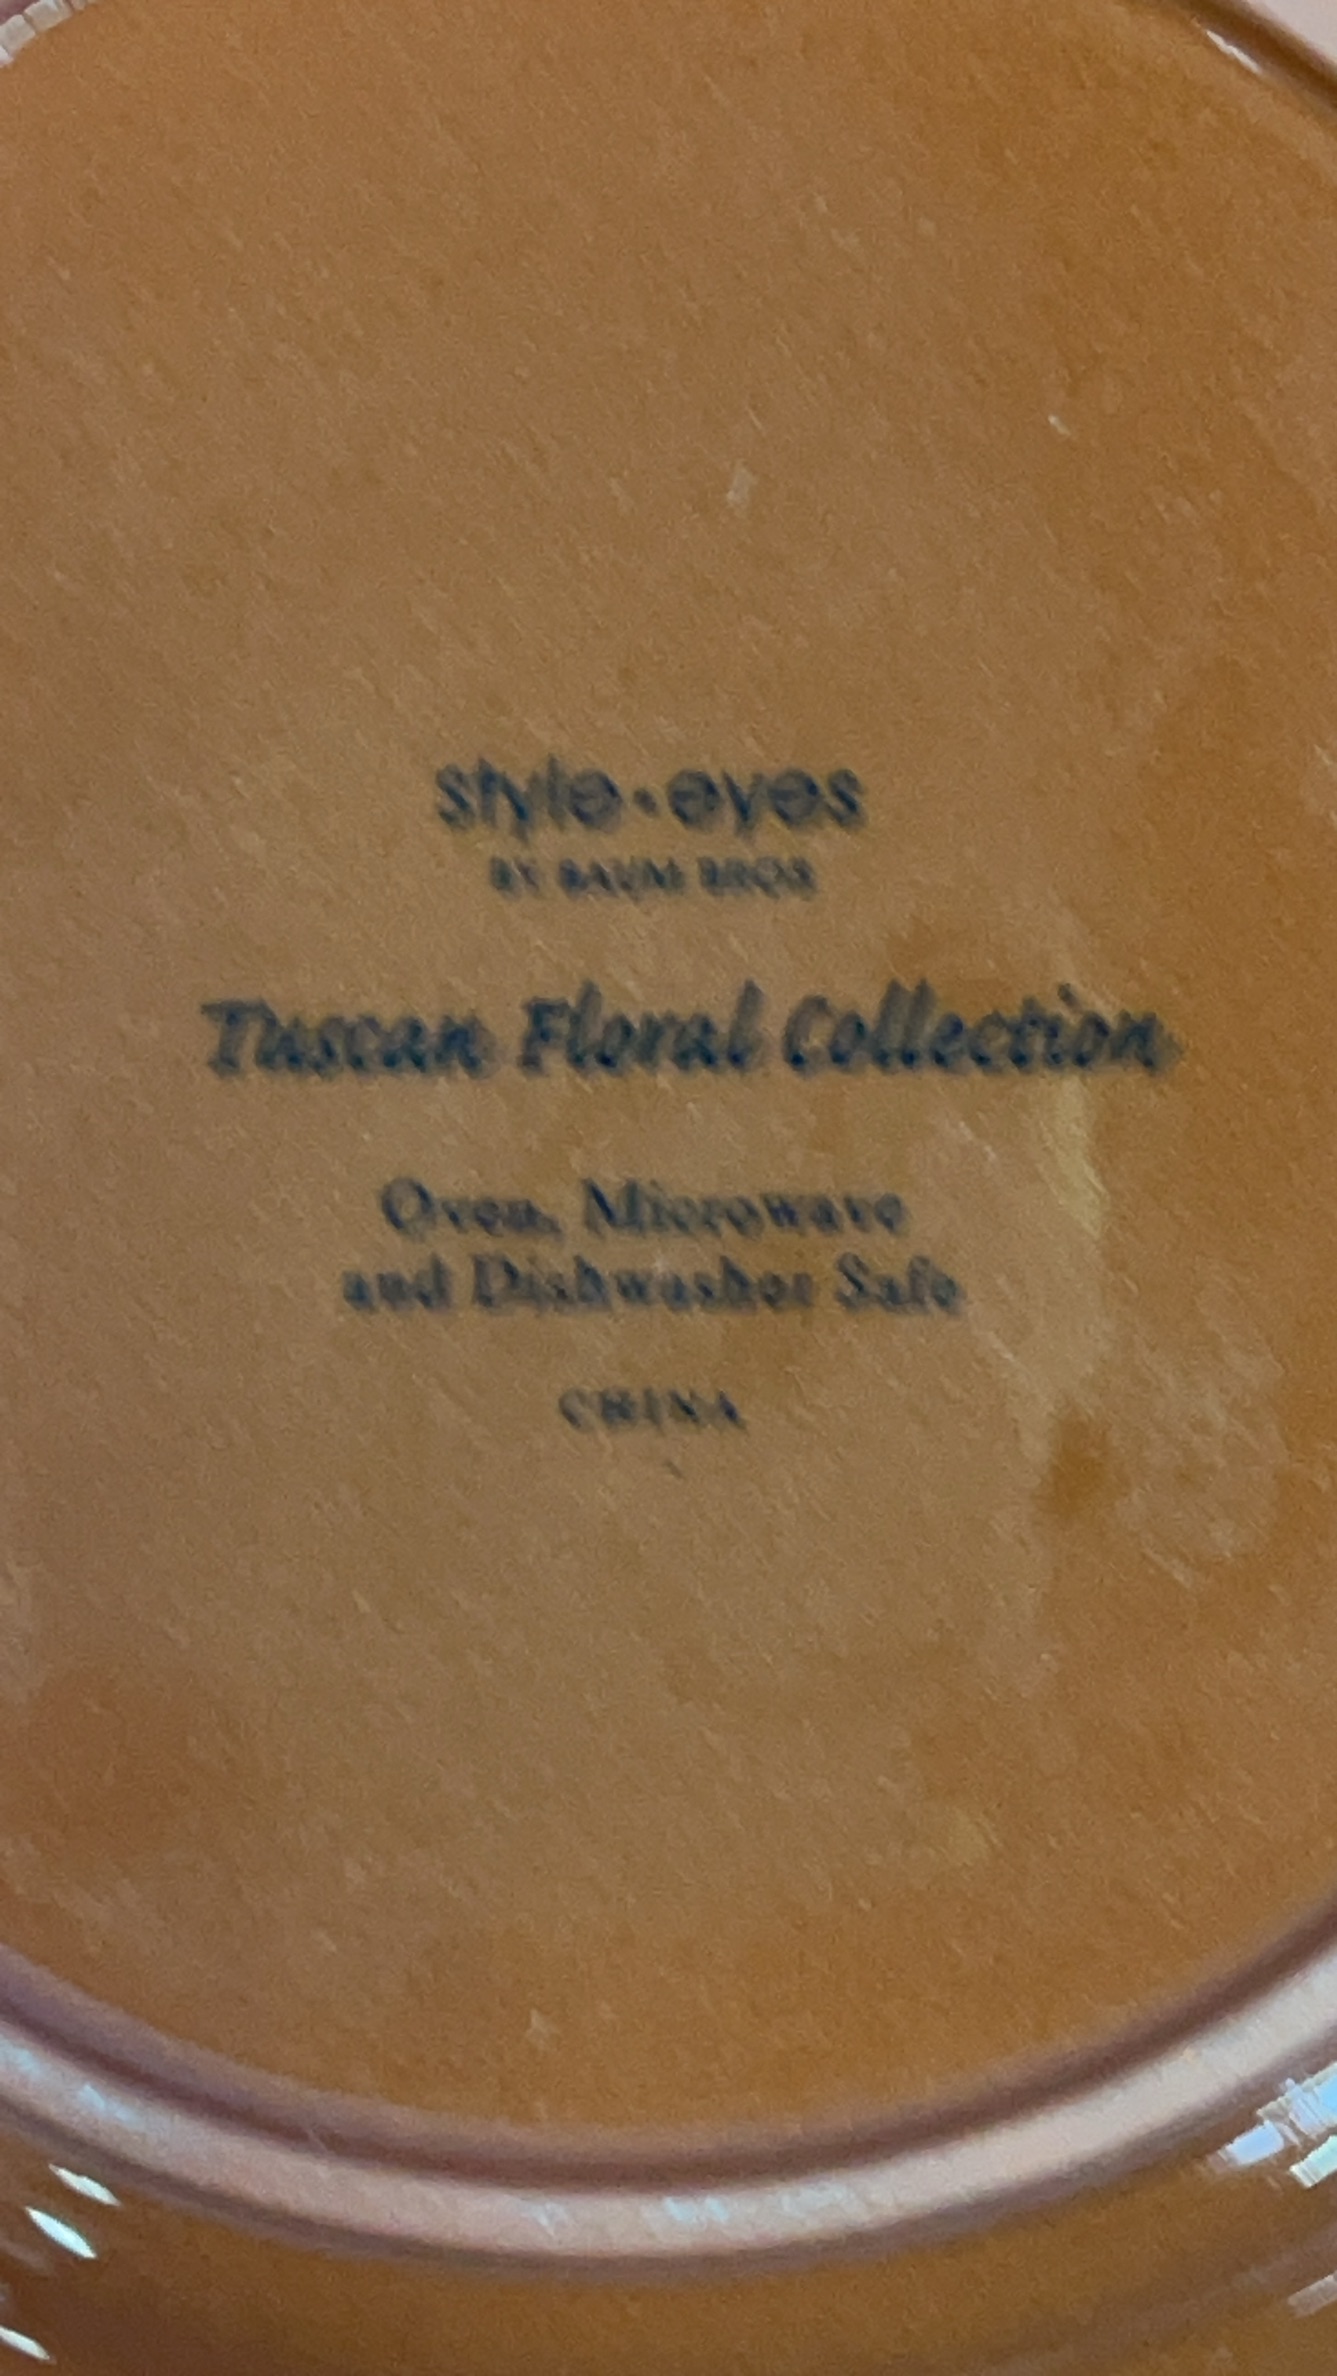 style·eyes
BY BAUM BROS
Tuscan Floral Collection
Oven, Microwave
and Dishwasher Safe
CHINA